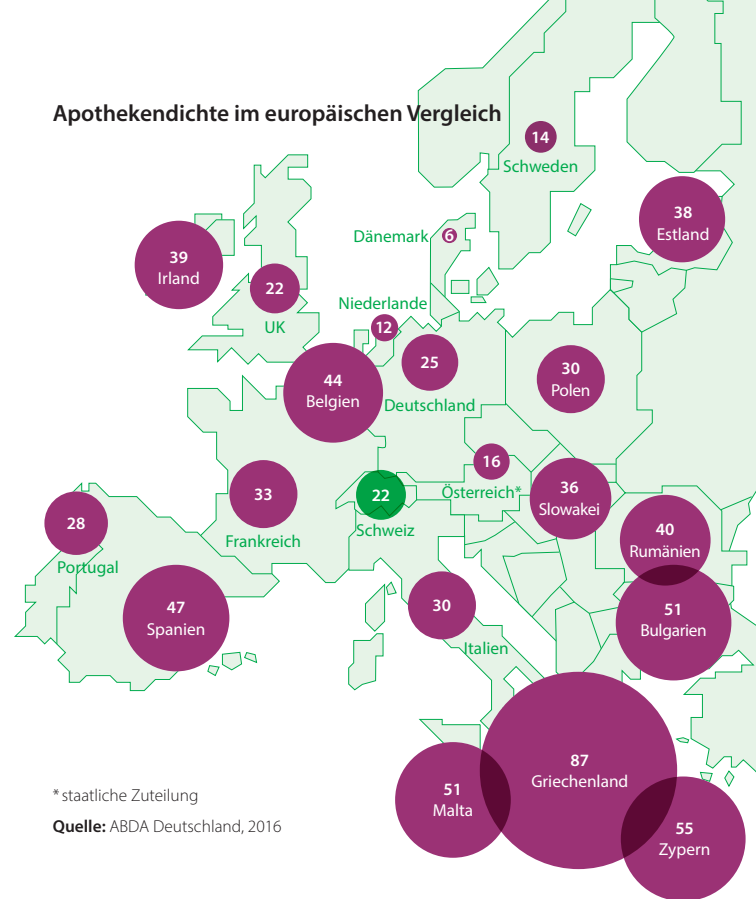 Apothekendichte im europäischen Vergleich
14
Schweden
38
Estland
Dänemark
6
39
Irland
22
UK
Niederlande
12
25
Deutschland
30
Polen
44
Belgien
16
Österreich*
36
Slowakei
33
Frankreich
22
Schweiz
28
Portugal
40
Rumänien
47
Spanien
30
Italien
51
Bulgarien
87
Griechenland
51
Malta
55
Zypern
* staatliche Zuteilung
Quelle: ABDA Deutschland, 2016